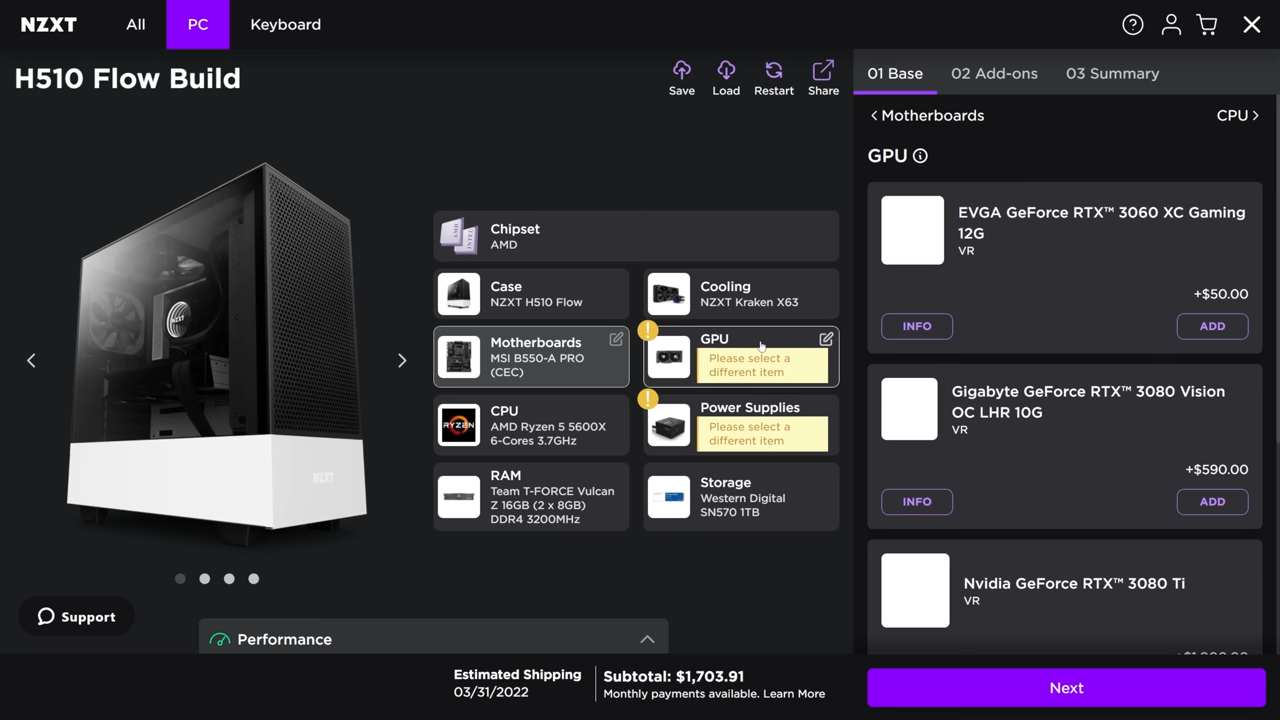 NZXT
All
PC
Keyboard
H510 Flow Build
Save
Load
Restart
Share
01 Base
02 Add-ons
03 Summary
Motherboards
CPU
GPU
EVGA GeForce RTX™ 3060 XC Gaming
12G
VR
+$50.00
INFO
ADD
Gigabyte GeForce RTX™ 3080 Vision
OC LHR 10G
VR
+$590.00
INFO
ADD
Nvidia GeForce RTX™ 3080 Ti
VR
Chipset
AMD
Case
NZXT H510 Flow
Cooling
NZXT Kraken X63
Motherboards
MSI B550-A PRO
(CEC)
!
GPU
Please select a
different item
CPU
AMD Ryzen 5 5600X
6-Cores 3.7GHz
RYZEN
!
Power Supplies
Please select a
different item
RAM
Team T-FORCE Vulcan
Z 16GB (2 x 8GB)
DDR4 3200MHz
Storage
Western Digital
SN570 1TB
NZXT
NZXT
Support
Performance
Estimated Shipping
03/31/2022
Subtotal: $1,703.91
Monthly payments available. Learn More
Next